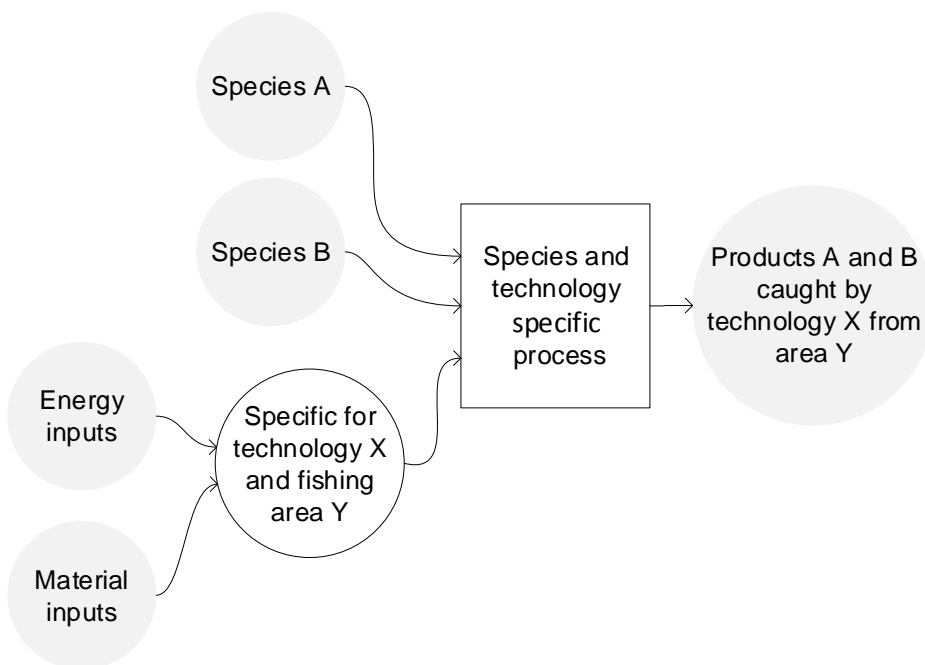 Species A
Species B
Species and
technology
specific
process
Products A and B
caught by
technology X from
area Y
Energy
inputs
Specific for
technology X
and fishing
area Y
Material
inputs